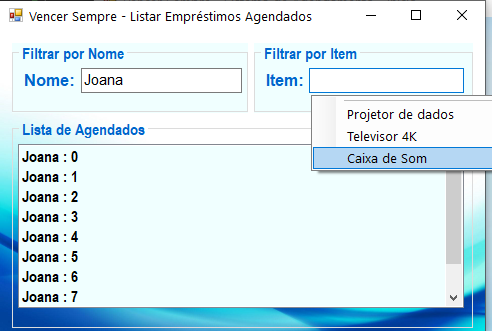 Vencer Sempre - Listar Empréstimos Agendados
Filtrar por Nome
Nome: Joana
Filtrar por Item
Item:
Projetor de dados
Televisor 4K
Caixa de Som
Lista de Agendados
Joana : 0
Joana : 1
Joana : 2
Joana : 3
Joana : 4
Joana : 5
Joana : 6
Joana : 7